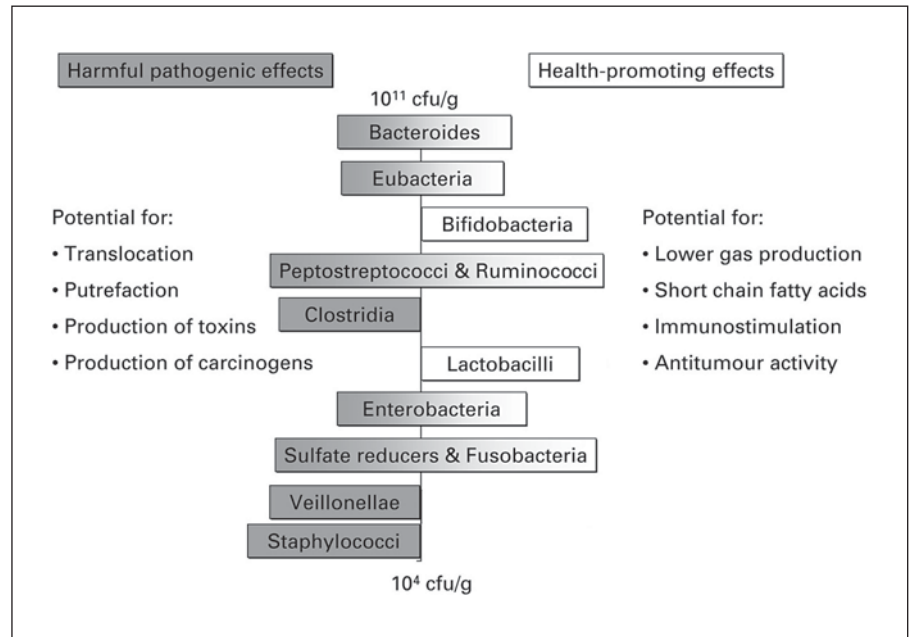 Harmful pathogenic effects
Health-promoting effects
10¹¹ cfu/g
Bacteroides
Eubacteria
Bifidobacteria
Peptostreptococci & Ruminococci
Clostridia
Lactobacilli
Enterobacteria
Sulfate reducers & Fusobacteria
Veillonellae
Staphylococci
10⁴ cfu/g
Potential for:
• Translocation
• Putrefaction
• Production of toxins
• Production of carcinogens
Potential for:
• Lower gas production
• Short chain fatty acids
• Immunostimulation
• Antitumour activity